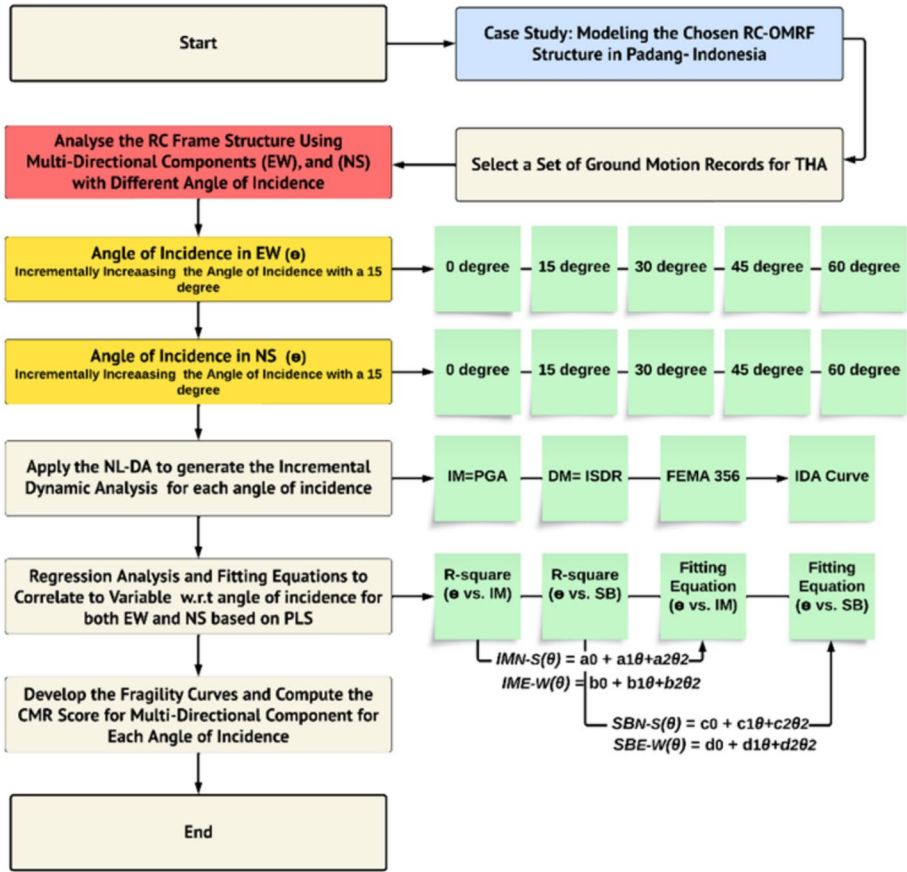 Start
Case Study: Modeling the Chosen RC-OMRF
Structure in Padang- Indonesia
Analyse the RC Frame Structure Using
Multi-Directional Components (EW), and (NS)
with Different Angle of Incidence
Select a Set of Ground Motion Records for THA
Angle of Incidence in EW (ɵ)
Incrementally Increaasing the Angle of Incidence with a 15
degree
0 degree
15 degree
30 degree
45 degree
60 degree
Angle of Incidence in NS (ɵ)
Incrementally Increaasing the Angle of Incidence with a 15
degree
0 degree
15 degree
30 degree
45 degree
60 degree
Apply the NL-DA to generate the Incremental
Dynamic Analysis for each angle of incidence
IM=PGA
DM= ISDR
FEMA 356
IDA Curve
Regression Analysis and Fitting Equations to
Correlate to Variable w.r.t angle of incidence for
both EW and NS based on PLS
R-square
(ɵ vs. IM)
R-square
(ɵ vs. SB)
Fitting
Equation
(ɵ vs. IM)
Fitting
Equation
(ɵ vs. SB)
IMN-S(θ) = a0 + a1θ+a2θ2
IME-W(θ) = b0 + b1θ+b2θ2
Develop the Fragility Curves and Compute the
CMR Score for Multi-Directional Component for
Each Angle of Incidence
SBN-S(θ) = c0 + c1θ+c2θ2
SBE-W(θ) = d0 + d1θ+d2θ2
End